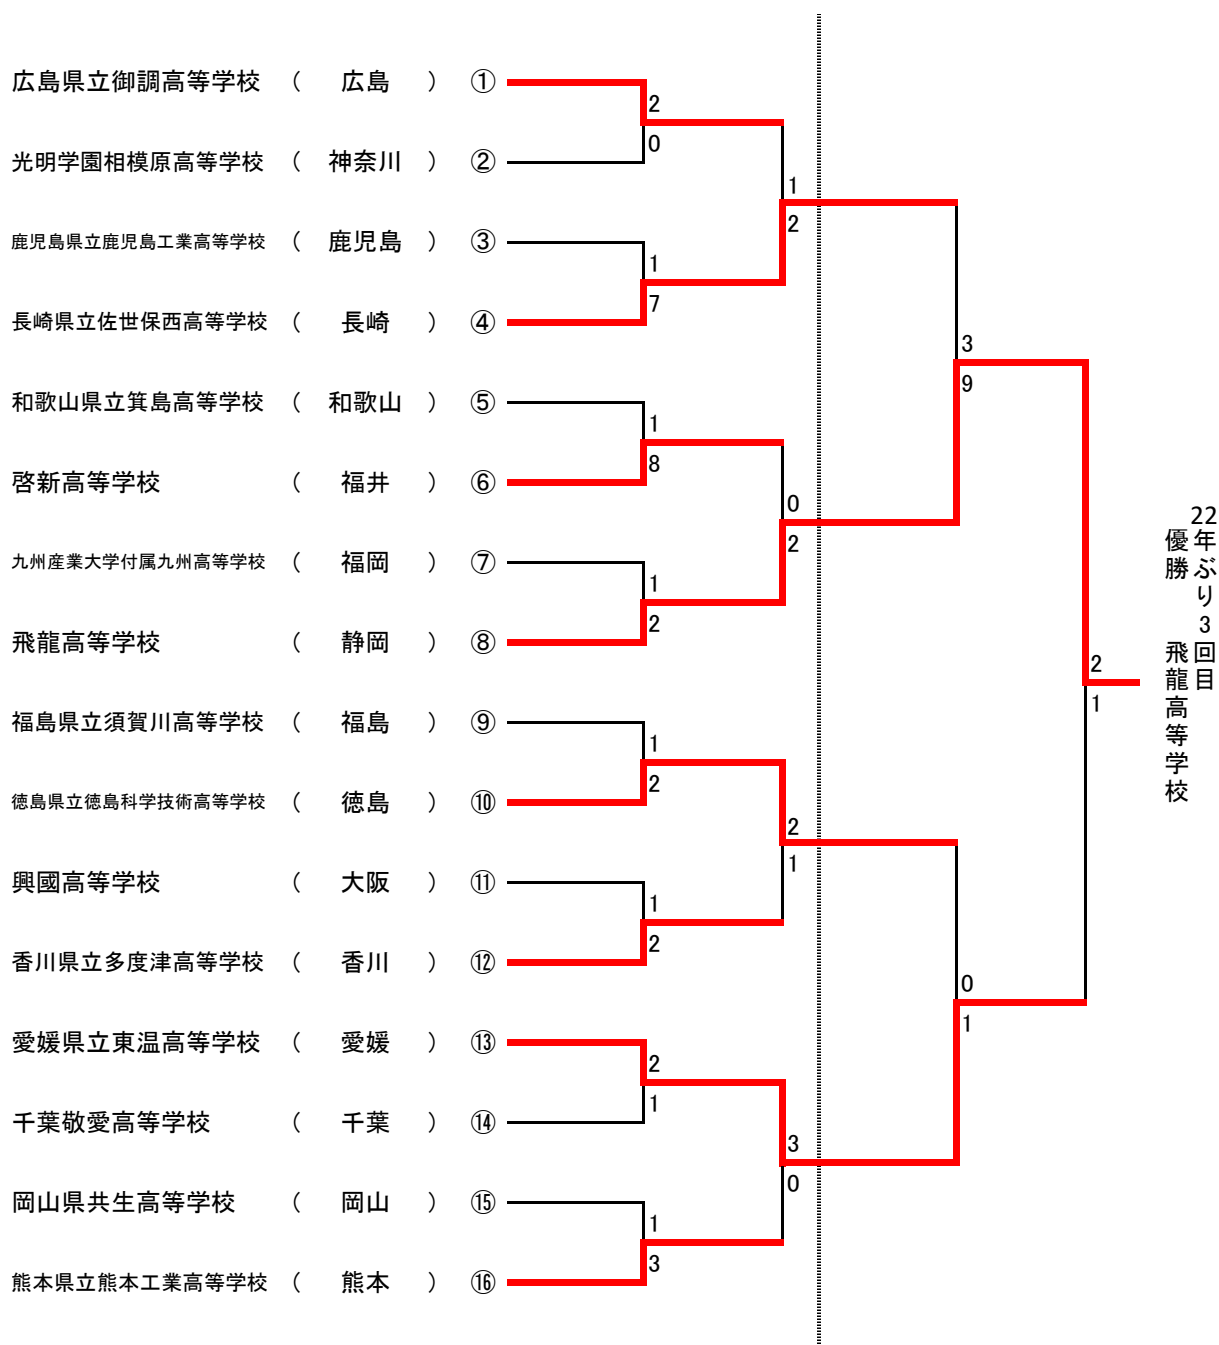 広島県立御調高等学校 （ 広島 ） ①
2
0
光明学園相模原高等学校 （ 神奈川 ） ②
1
2
鹿児島県立鹿児島工業高等学校 （ 鹿児島 ） ③
1
7
長崎県立佐世保西高等学校 （ 長崎 ） ④
3
9
和歌山県立箕島高等学校 （ 和歌山 ） ⑤
1
8
啓新高等学校 （ 福井 ） ⑥
0
2
九州産業大学付属九州高等学校 （ 福岡 ） ⑦
1
2
飛龍高等学校 （ 静岡 ） ⑧
2
1
22年ぶり3回目
優勝 飛龍高等学校
福島県立須賀川高等学校 （ 福島 ） ⑨
1
2
徳島県立徳島科学技術高等学校 （ 徳島 ） ⑩
2
1
興國高等学校 （ 大阪 ） ⑪
1
2
香川県立多度津高等学校 （ 香川 ） ⑫
0
1
愛媛県立東温高等学校 （ 愛媛 ） ⑬
2
1
千葉敬愛高等学校 （ 千葉 ） ⑭
3
0
岡山県共生高等学校 （ 岡山 ） ⑮
1
3
熊本県立熊本工業高等学校 （ 熊本 ） ⑯